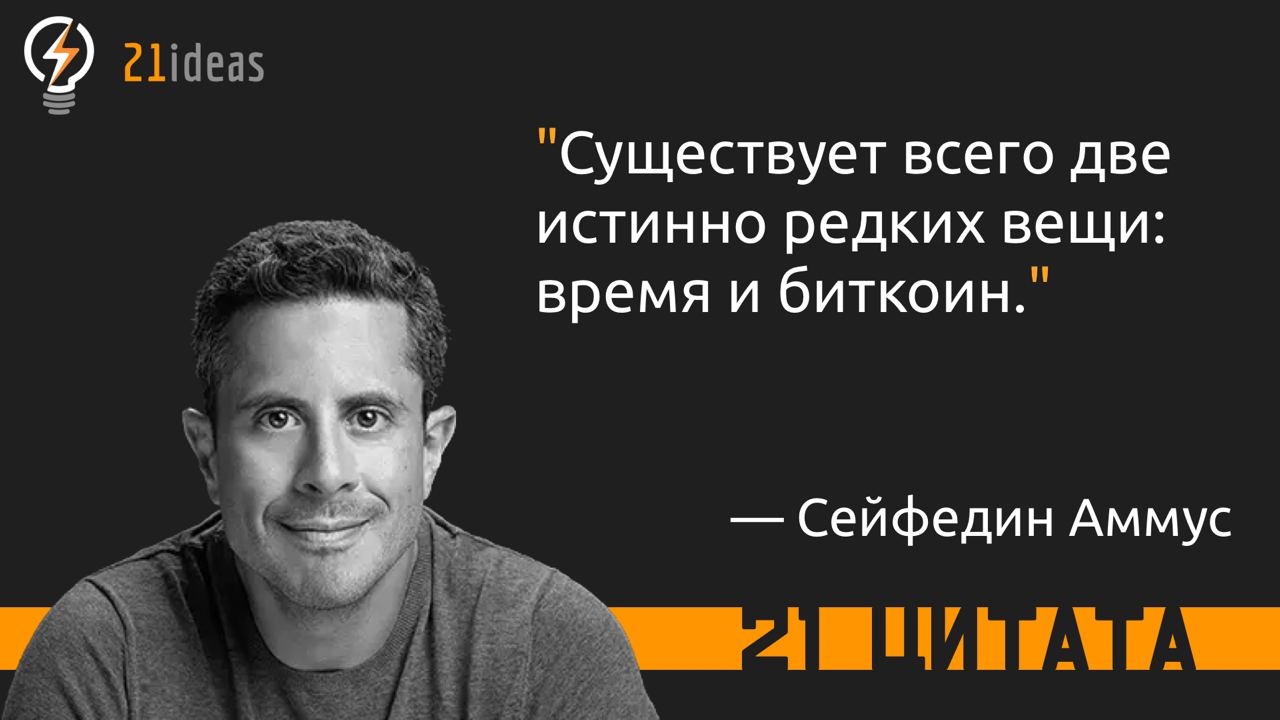 21ideas
"Существует всего две
истинно редких вещи:
время и биткоин."
— Сейфедин Аммус
21 ЦИТАТА